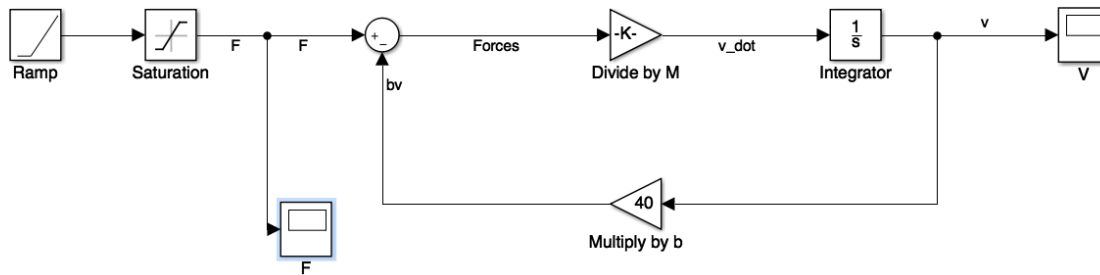 Ramp
Saturation
F
F
+
−
bv
Forces
-K-
Divide by M
v_dot
1
s
Integrator
v
V
40
Multiply by b
F